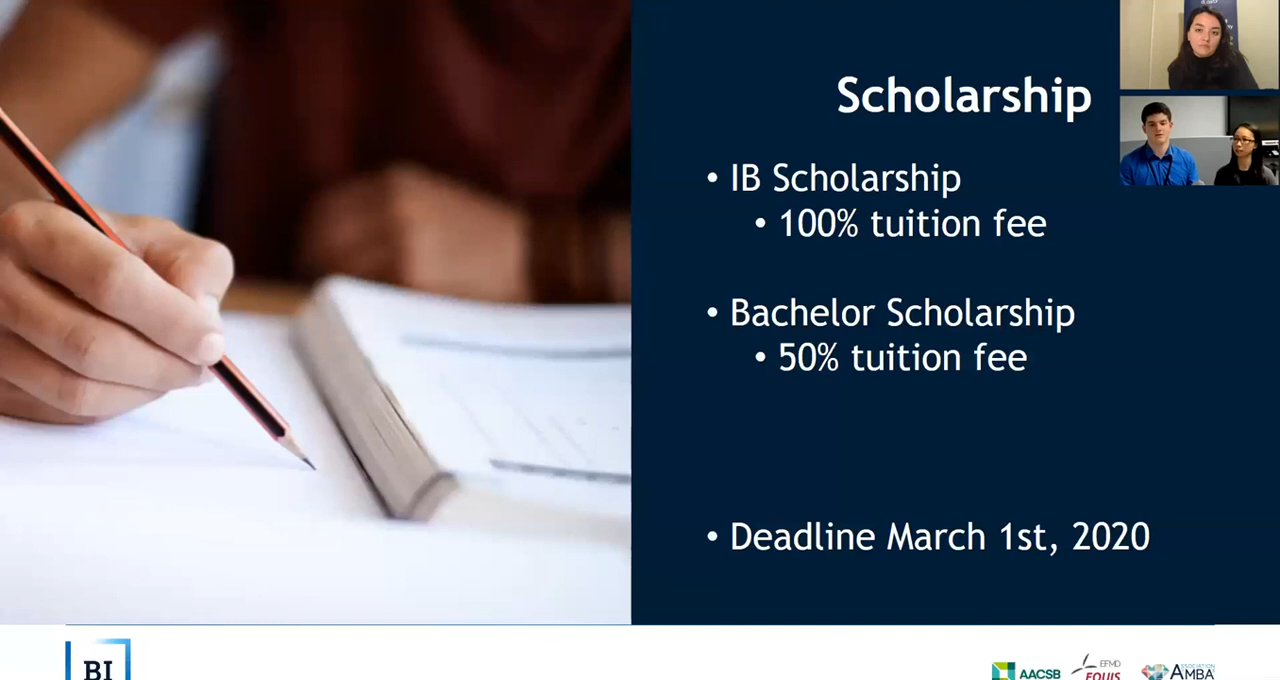 Scholarship
• IB Scholarship
• 100% tuition fee
• Bachelor Scholarship
• 50% tuition fee
• Deadline March 1st, 2020
BI
AACSB
EFMD
EQUIS
ASSOCIATION
AMBA